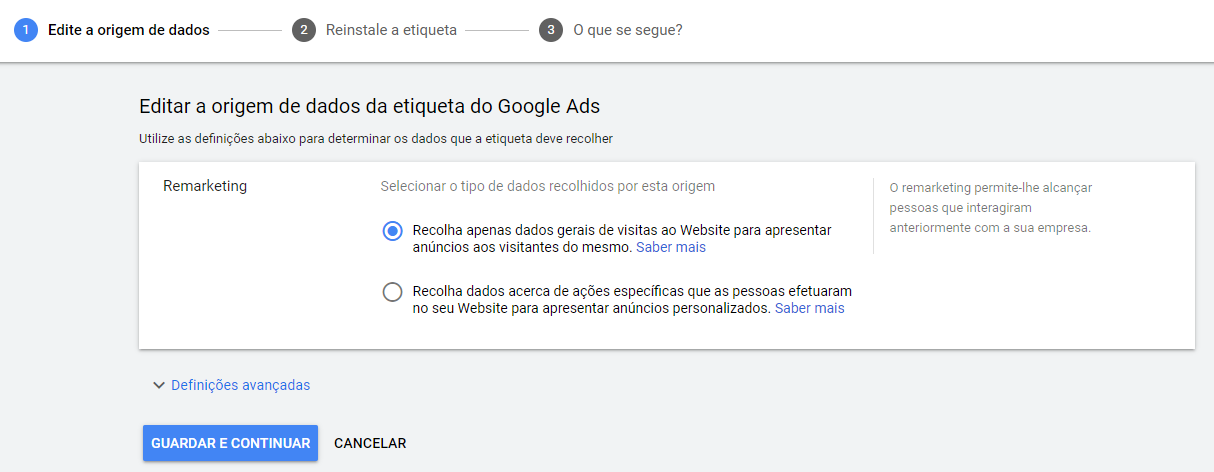 1 Edite a origem de dados 2 Reinstale a etiqueta 3 O que se segue?
Editar a origem de dados da etiqueta do Google Ads
Utilize as definições abaixo para determinar os dados que a etiqueta deve recolher
Remarketing
Selecionar o tipo de dados recolhidos por esta origem
Recolha apenas dados gerais de visitas ao Website para apresentar
anúncios aos visitantes do mesmo. Saber mais
Recolha dados acerca de ações específicas que as pessoas efetuaram
no seu Website para apresentar anúncios personalizados. Saber mais
O remarketing permite-lhe alcançar
pessoas que interagiram
anteriormente com a sua empresa.
Definições avançadas
GUARDAR E CONTINUAR CANCELAR